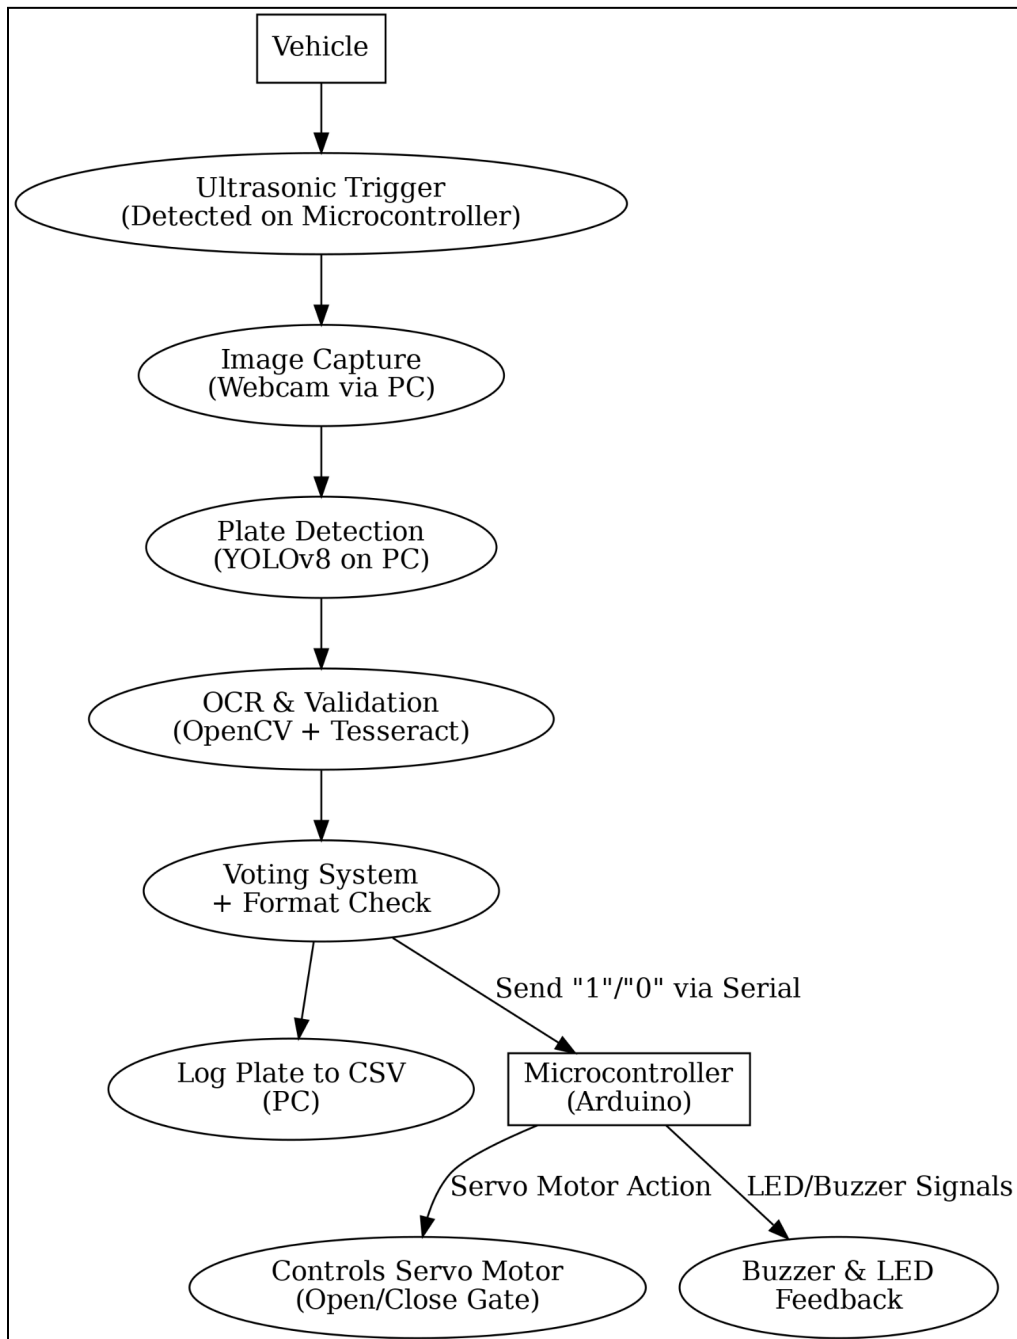 Vehicle
Ultrasonic Trigger
(Detected on Microcontroller)
Image Capture
(Webcam via PC)
Plate Detection
(YOLOv8 on PC)
OCR & Validation
(OpenCV + Tesseract)
Voting System
+ Format Check
Send "1"/"0" via Serial
Log Plate to CSV
(PC)
Microcontroller
(Arduino)
Servo Motor Action
LED/Buzzer Signals
Controls Servo Motor
(Open/Close Gate)
Buzzer & LED
Feedback